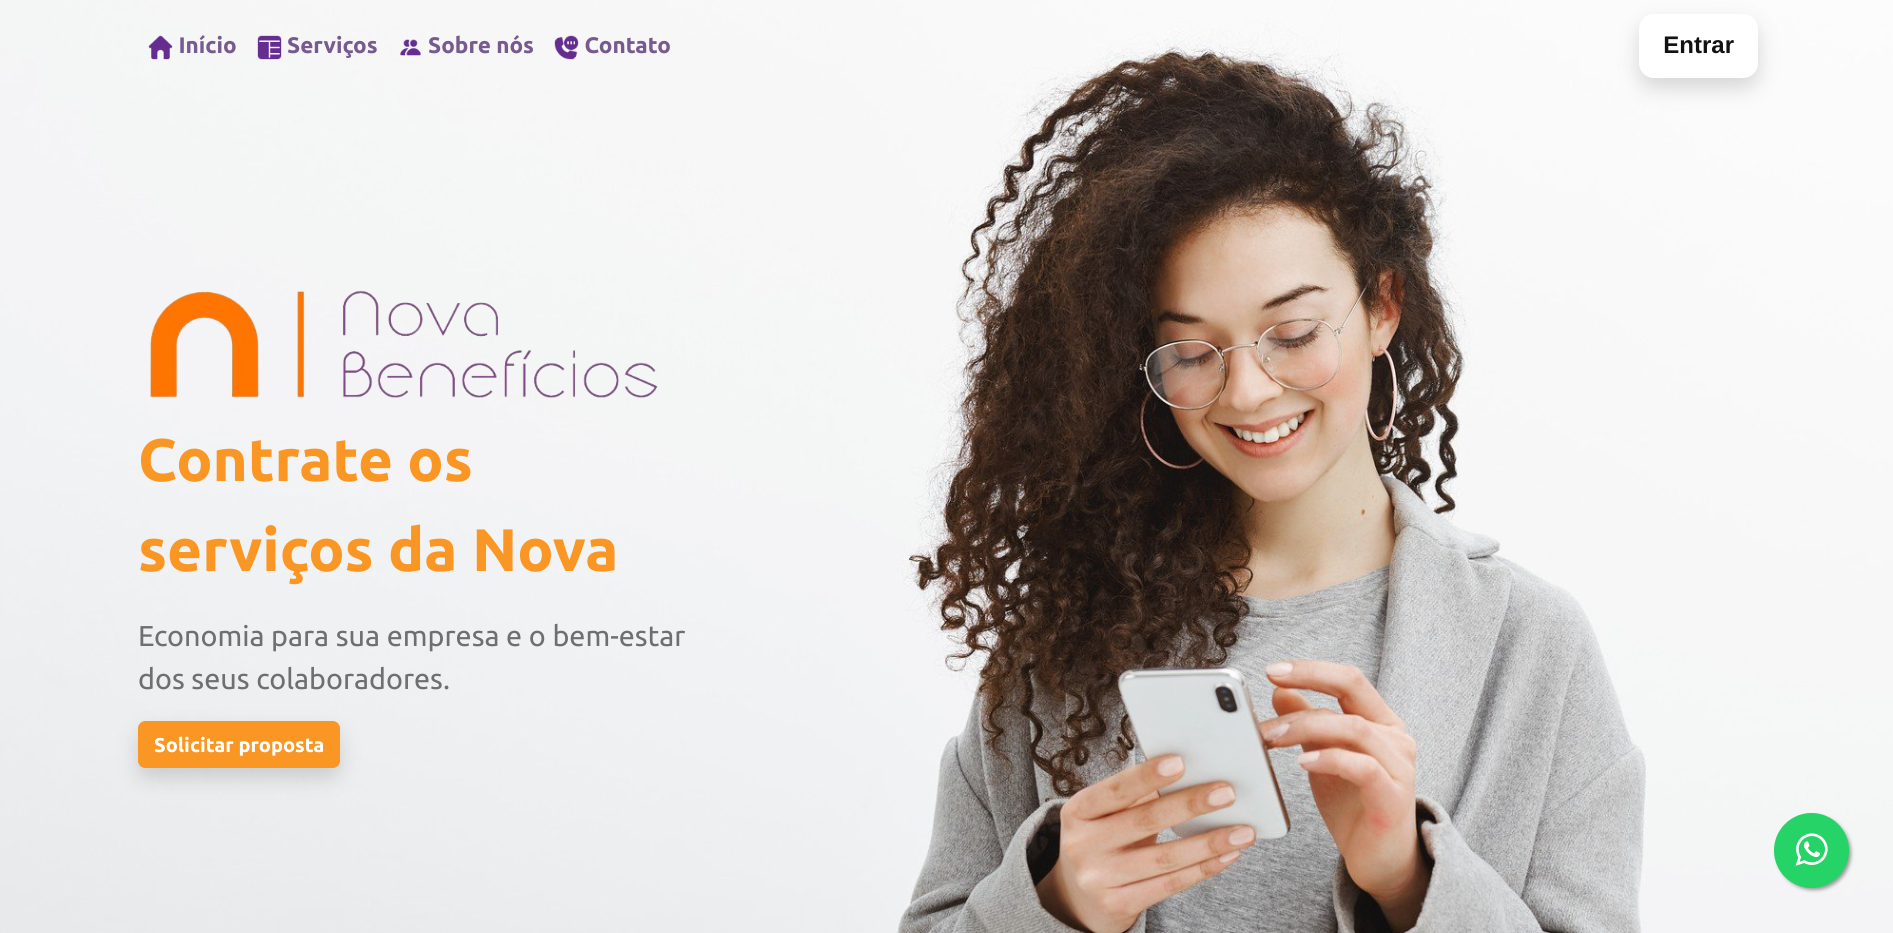 Início Serviços Sobre nós Contato
Entrar
n | Nova
Benefícios
Contrate os
serviços da Nova
Economia para sua empresa e o bem-estar
dos seus colaboradores.
Solicitar proposta